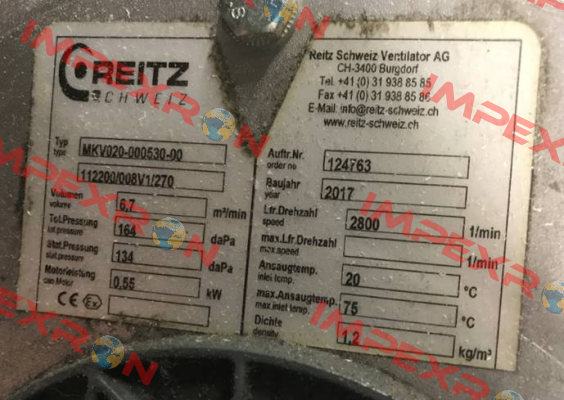 REITZ
SCHWEIZ
Reitz Schweiz Ventilator AG
CH-3400 Burgdorf
Tel. +41 (0) 31 938 85 85
Fax +41 (0) 31 938 85 86
E-Mail: info@reitz-schweiz.ch
www.reitz-schweiz.ch
Typ
type
MKV020-000530-00
112200/008V1/270
Volumen
volume
6,7
m³/min
Tot.Pressung
tot.pressure
164
daPa
Stat.Pressung
stat.pressure
134
daPa
Motorleistung
0,55
kW
CE Ex
Auftr.Nr.
order no
124763
Baujahr
year
2017
Lfr.Drehzahl
speed
2800
1/min
max.Lfr.Drehzahl
max.speed
1/min
Ansaugtemp.
inlet temp.
20
°C
max.Ansaugtemp.
max.inlet temp.
75
°C
Dichte
density
1,2
kg/m³
IMPEXRON